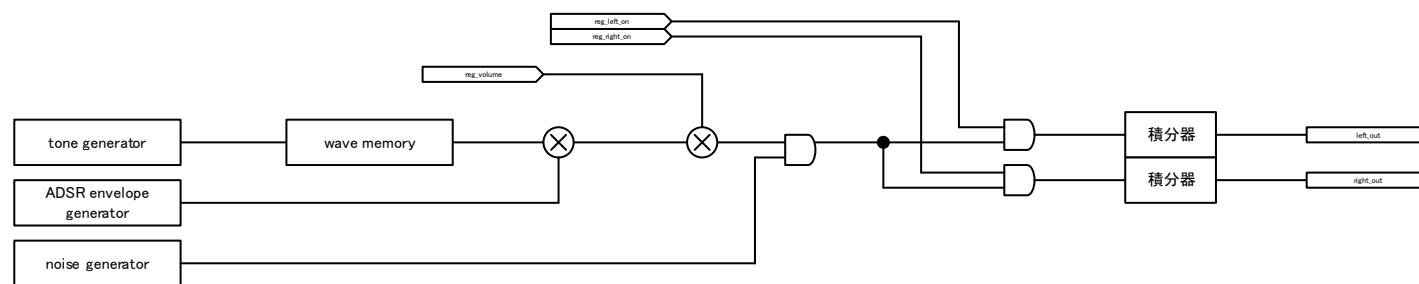 reg_left_on
reg_right_on
reg_volume
tone generator
wave memory
積分器
left_out
ADSR envelope
generator
積分器
right_out
noise generator